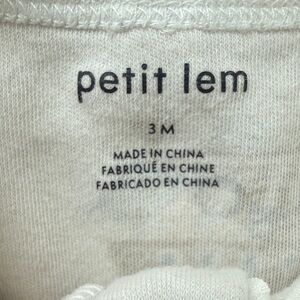 petit lem
3 M
MADE IN CHINA
FABRIQUÉ EN CHINE
FABRICADO EN CHINA